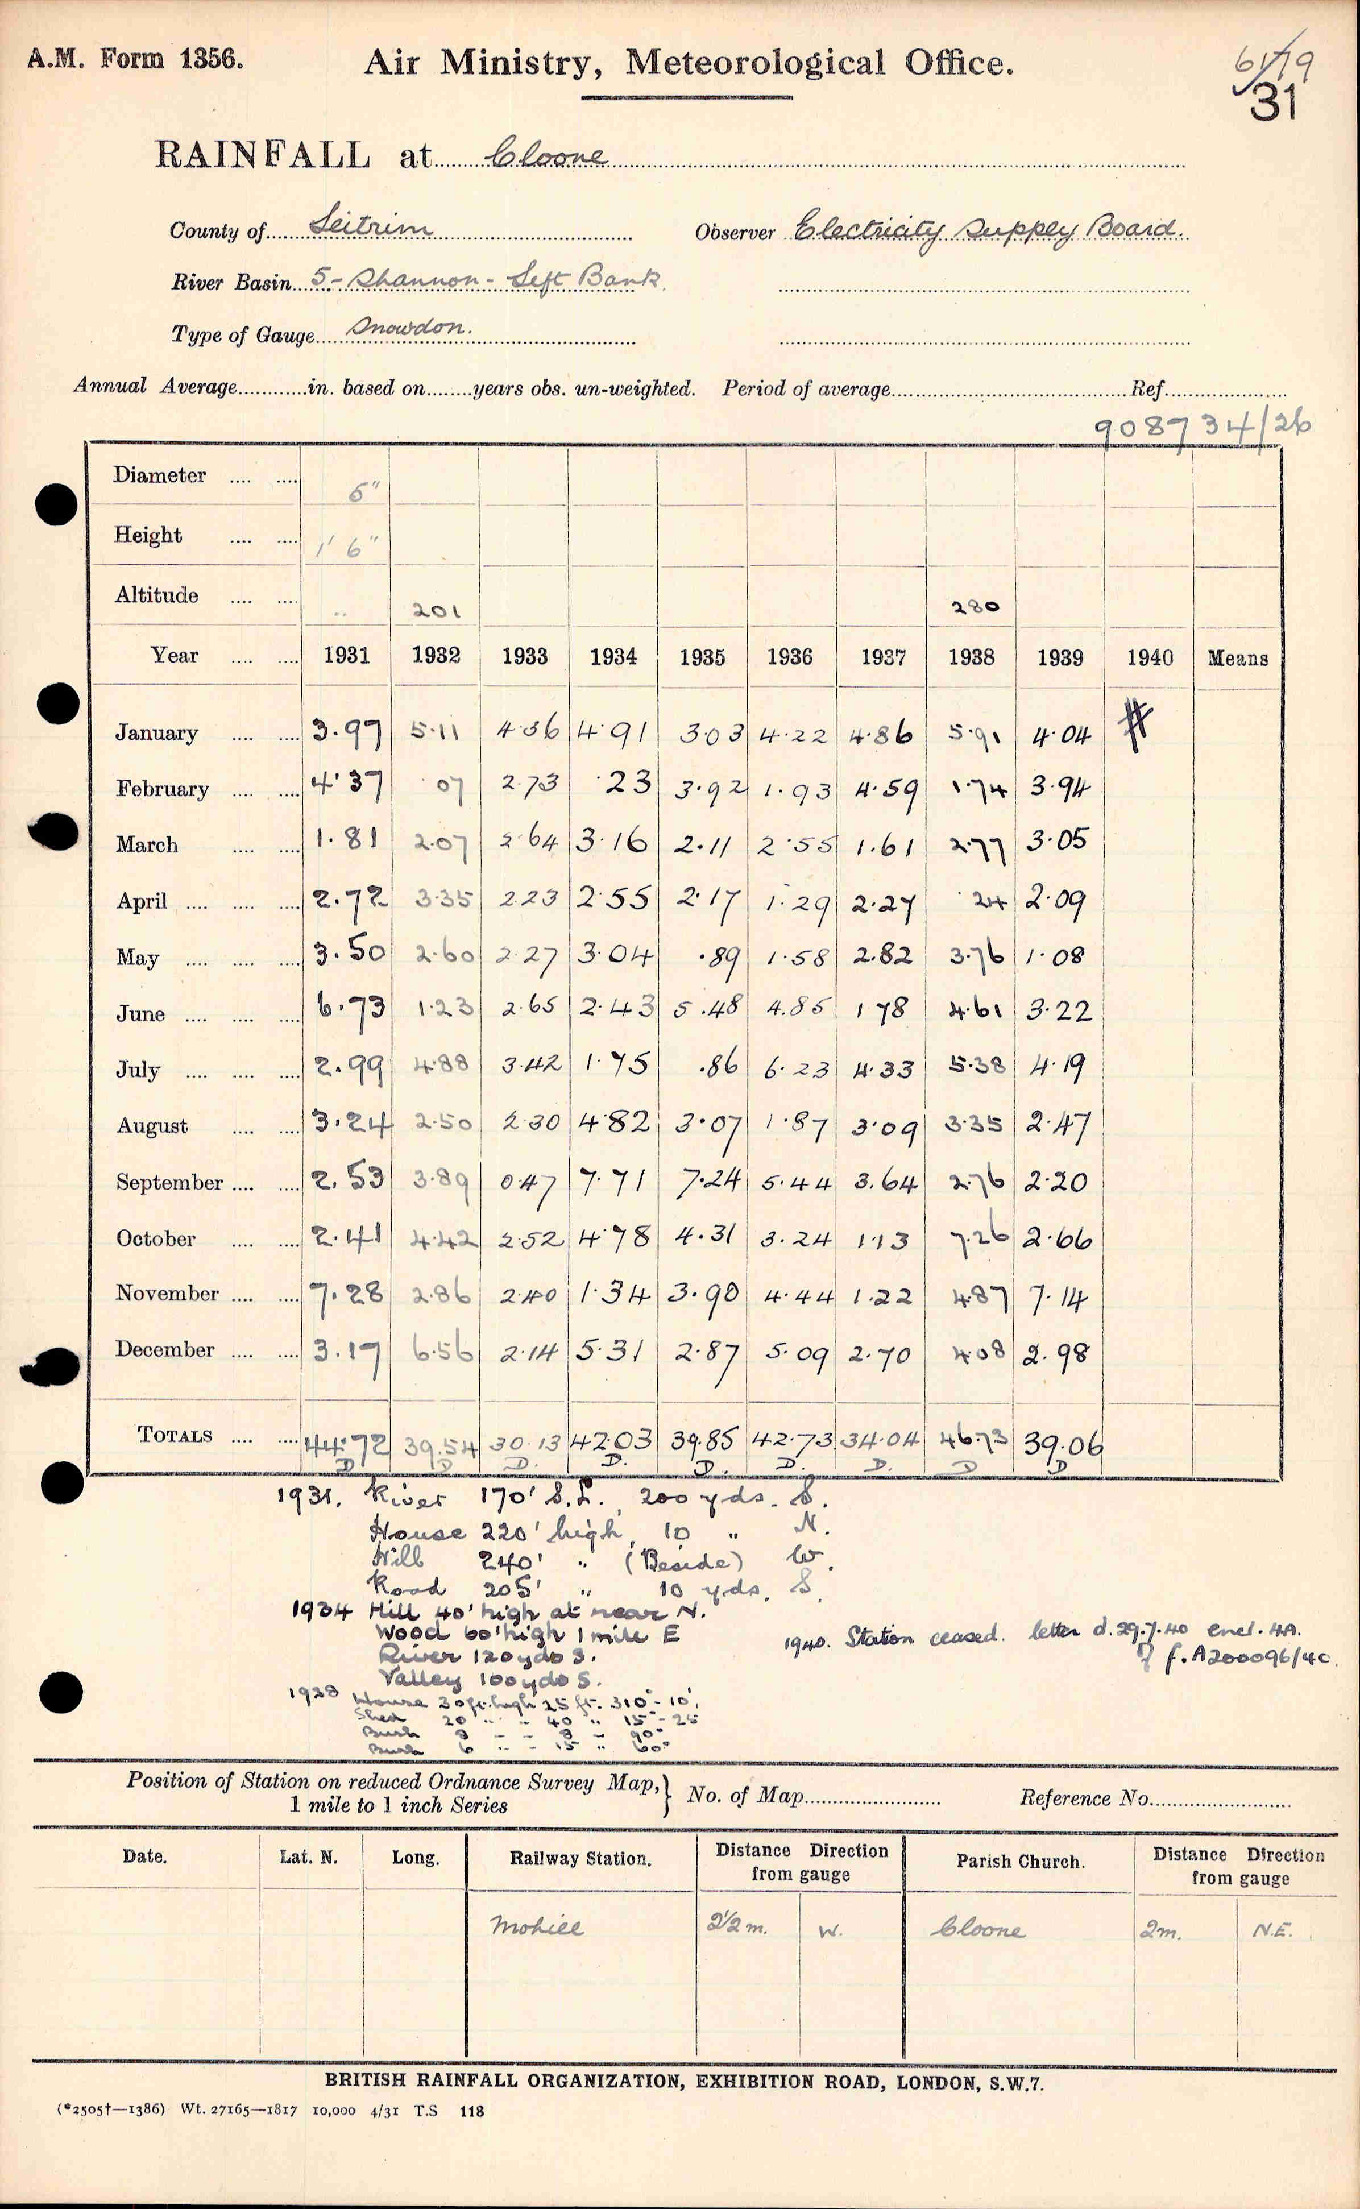 A.M. Form 1356.
Air Ministry, Meteorological Office.
31
RAINFALL at Cloone
County of Leitrim Observer Electricity Supply Board.
River Basin 5 - Shannon - Left Bank.
Type of Gauge Snowdon.
Annual Average in. based on years obs. un-weighted. Period of average Ref.
908734/26
Diameter 5"
Height 1' 6"
Altitude 201 280
Year 1931 1932 1933 1934 1935 1936 1937 1938 1939 1940 Means
January 3.97 5.11 4.36 4.91 3.03 4.22 4.86 5.91 4.04 #
February 4.37 .07 2.73 .23 3.92 1.93 4.59 1.74 3.94
March 1.81 2.07 2.64 3.16 2.11 2.55 1.61 2.77 3.05
April 2.72 3.35 2.23 2.55 2.17 1.29 2.27 .24 2.09
May 3.50 2.60 2.27 3.04 .89 1.58 2.82 3.76 1.08
June 6.73 1.23 2.65 2.43 5.48 4.85 1.78 4.61 3.22
July 2.99 4.88 3.42 1.75 .86 6.23 4.33 5.38 4.19
August 3.24 2.50 2.30 4.82 3.07 1.87 3.09 3.35 2.47
September 2.53 3.89 0.47 7.71 7.24 5.44 3.64 2.76 2.20
October 2.41 4.42 2.52 4.78 4.31 3.24 1.13 7.26 2.66
November 7.28 2.86 2.40 1.34 3.90 4.44 1.22 4.87 7.14
December 3.17 6.56 2.14 5.31 2.87 5.09 2.70 4.08 2.98
TOTALS 44.72 39.54 30.13 42.03 39.85 42.73 34.04 46.73 39.06
D D D. D. D. D. D. D D
1931. River 170' S.L. 200 yds. S.
House 220' high 10 " N.
Hill 240' " (Beside) W.
Road 205' " 10 yds. S.
1934 Hill 40' high at near N.
Wood 60' high 1 mile E
River 120 yds S.
Valley 100 yds S.
1940. Station ceased. letter d. 29.7.40 encl. 4A.
f. A200096/40
1938 House 30 ft. high 25 ft. 310° - 10°.
Shed 20 " " 40 " 15° - 25
Bush 8 " " 8 " 90°
Bush 6 " " 15 " 60°
Position of Station on reduced Ordnance Survey Map, } No. of Map Reference No.
1 mile to 1 inch Series
Date. Lat. N. Long. Railway Station. Distance from gauge Direction Parish Church. Distance from gauge Direction
Mohill 2½ m. W. Cloone 2m. N.E.
BRITISH RAINFALL ORGANIZATION, EXHIBITION ROAD, LONDON, S.W.7.
(*2505†—1386) Wt. 27165—1817 10,000 4/31 T.S 118